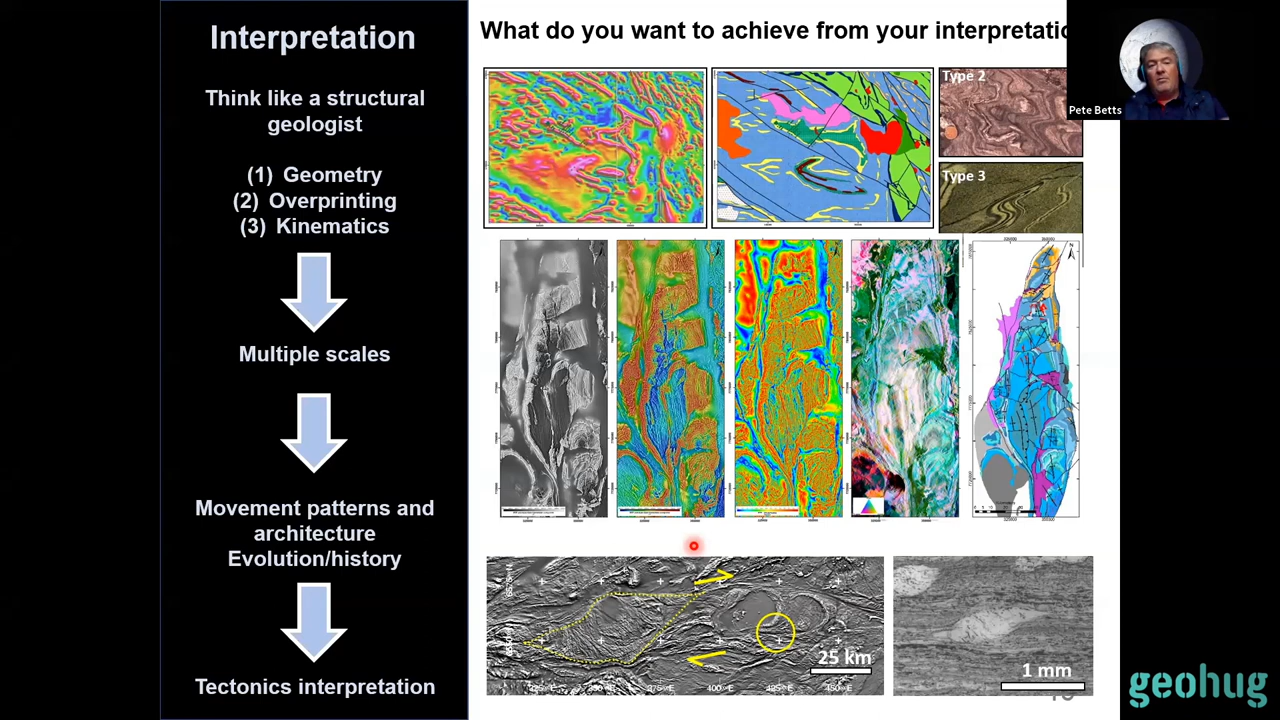 Interpretation
Think like a structural
geologist
(1) Geometry
(2) Overprinting
(3) Kinematics
Multiple scales
Movement patterns and
architecture
Evolution/history
Tectonics interpretation
What do you want to achieve from your interpretatio
Type 2
Type 3
Pete Betts
N
25 km
1 mm
geohug